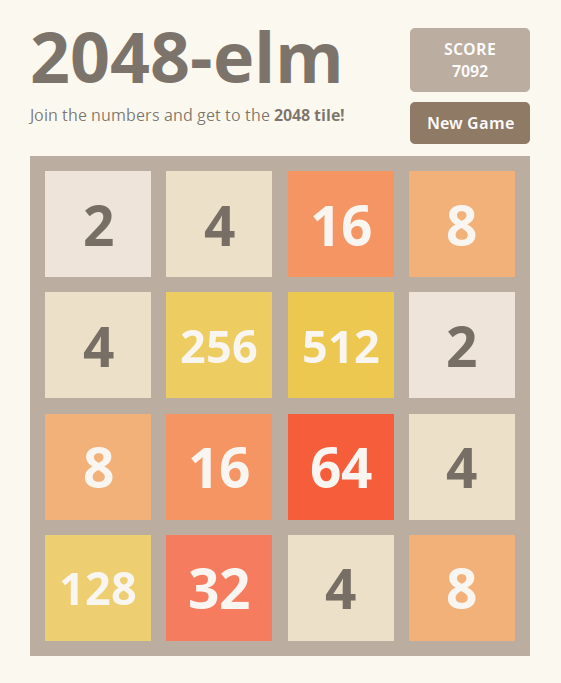 2048-elm
SCORE
7092
Join the numbers and get to the 2048 tile!
New Game
2 4 16 8
4 256 512 2
8 16 64 4
128 32 4 8